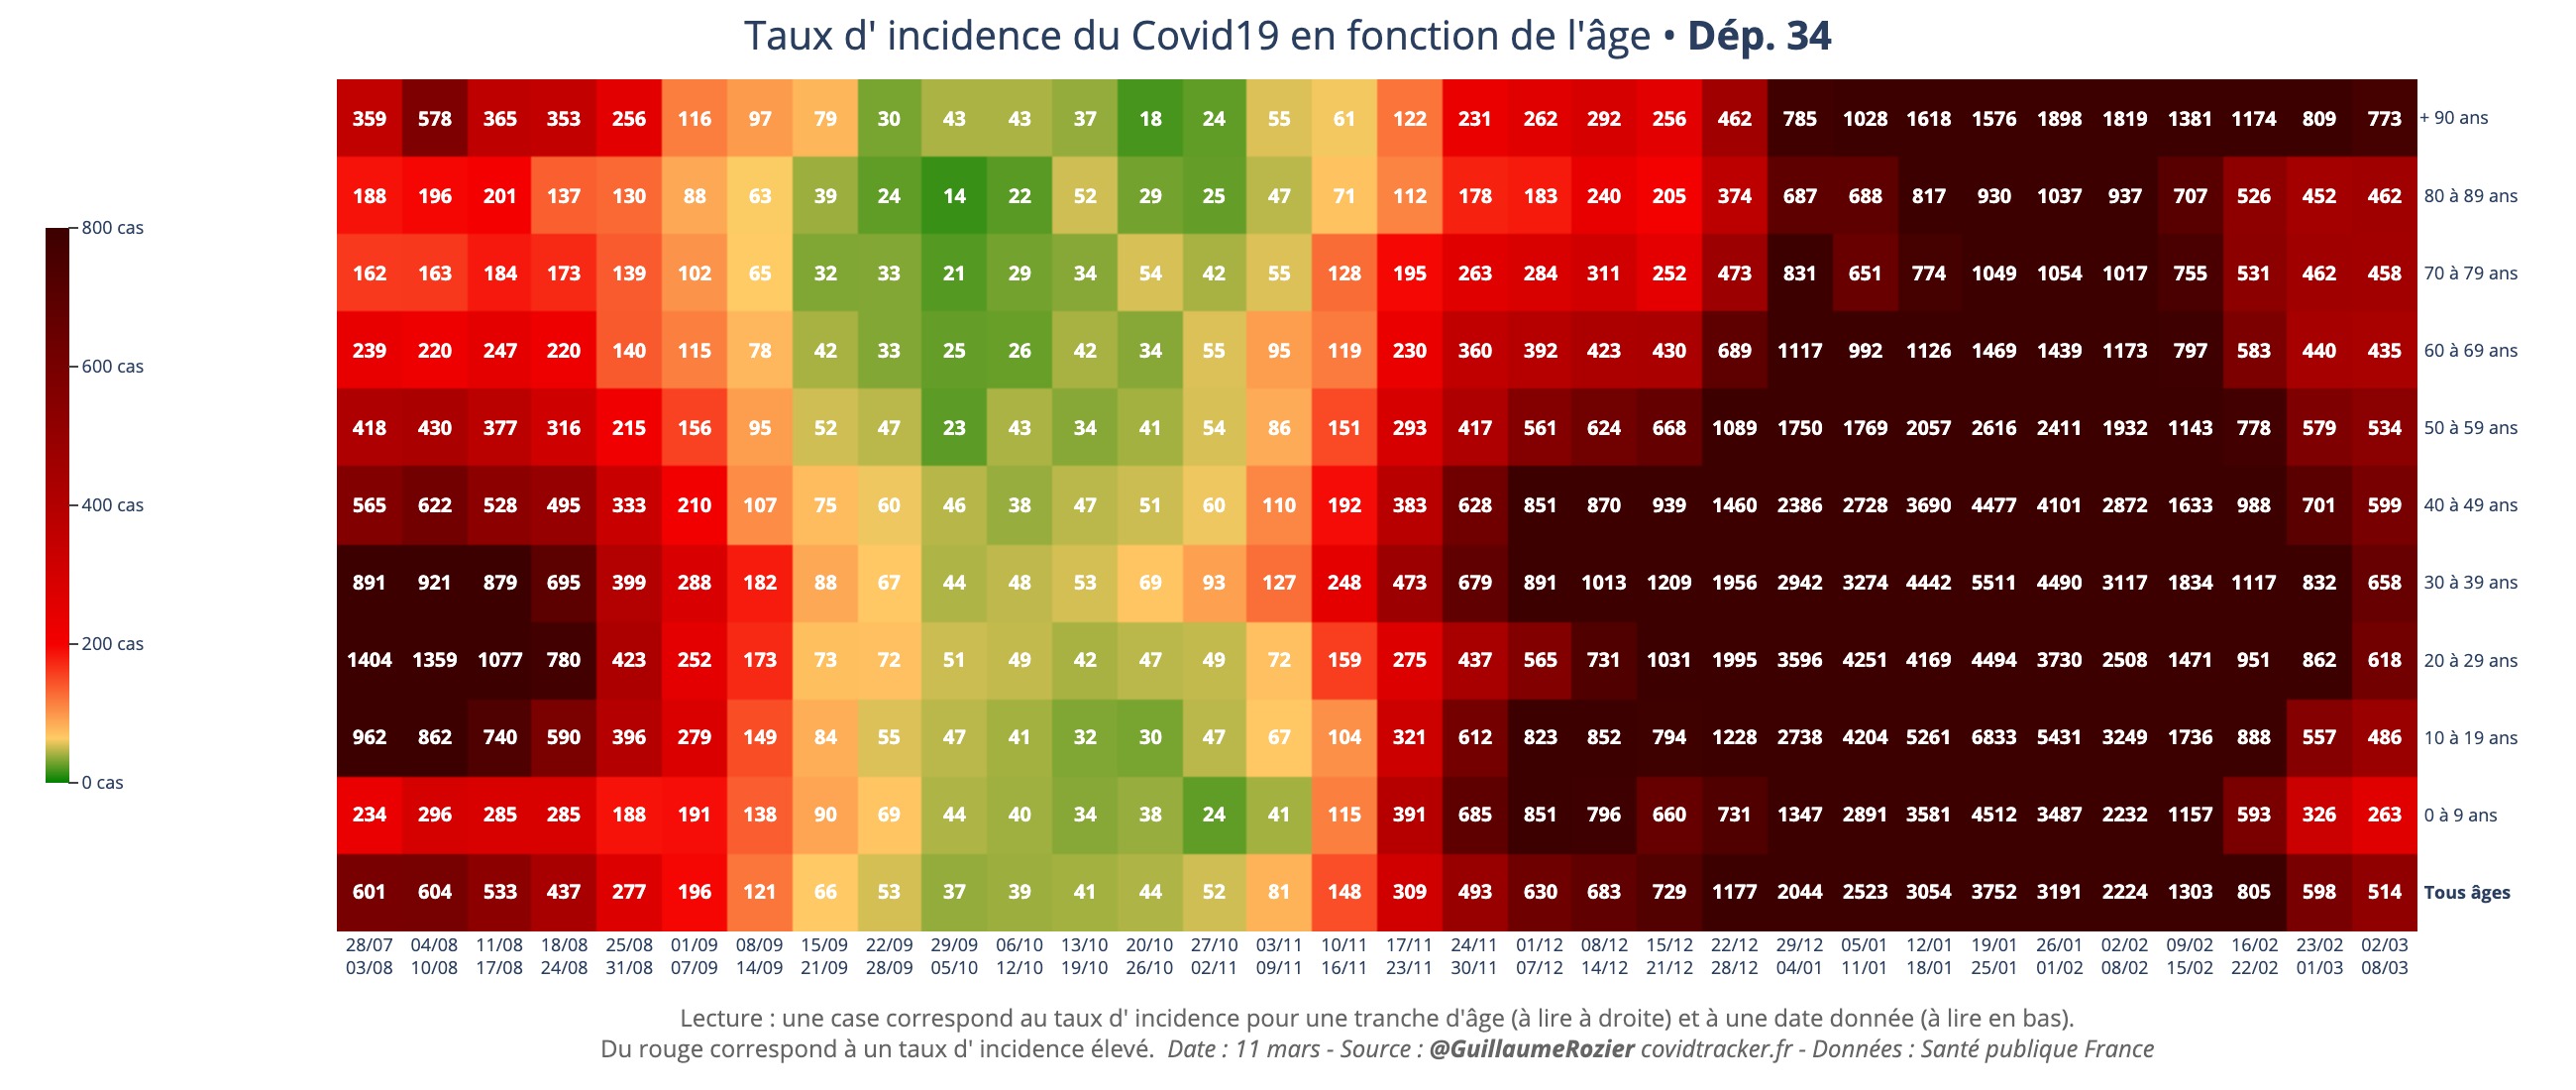 Taux d' incidence du Covid19 en fonction de l'âge • Dép. 34
359 578 365 353 256 116 97 79 30 43 43 37 18 24 55 61 122 231 262 292 256 462 785 1028 1618 1576 1898 1819 1381 1174 809 773 + 90 ans
188 196 201 137 130 88 63 39 24 14 22 52 29 25 47 71 112 178 183 240 205 374 687 688 817 930 1037 937 707 526 452 462 80 à 89 ans
800 cas
162 163 184 173 139 102 65 32 33 21 29 34 54 42 55 128 195 263 284 311 252 473 831 651 774 1049 1054 1017 755 531 462 458 70 à 79 ans
239 220 247 220 140 115 78 42 33 25 26 42 34 55 95 119 230 360 392 423 430 689 1117 992 1126 1469 1439 1173 797 583 440 435 60 à 69 ans
600 cas
418 430 377 316 215 156 95 52 47 23 43 34 41 54 86 151 293 417 561 624 668 1089 1750 1769 2057 2616 2411 1932 1143 778 579 534 50 à 59 ans
400 cas
565 622 528 495 333 210 107 75 60 46 38 47 51 60 110 192 383 628 851 870 939 1460 2386 2728 3690 4477 4101 2872 1633 988 701 599 40 à 49 ans
891 921 879 695 399 288 182 88 67 44 48 53 69 93 127 248 473 679 891 1013 1209 1956 2942 3274 4442 5511 4490 3117 1834 1117 832 658 30 à 39 ans
200 cas
1404 1359 1077 780 423 252 173 73 72 51 49 42 47 49 72 159 275 437 565 731 1031 1995 3596 4251 4169 4494 3730 2508 1471 951 862 618 20 à 29 ans
962 862 740 590 396 279 149 84 55 47 41 32 30 47 67 104 321 612 823 852 794 1228 2738 4204 5261 6833 5431 3249 1736 888 557 486 10 à 19 ans
0 cas
234 296 285 285 188 191 138 90 69 44 40 34 38 24 41 115 391 685 851 796 660 731 1347 2891 3581 4512 3487 2232 1157 593 326 263 0 à 9 ans
601 604 533 437 277 196 121 66 53 37 39 41 44 52 81 148 309 493 630 683 729 1177 2044 2523 3054 3752 3191 2224 1303 805 598 514 Tous âges
28/07 04/08 11/08 18/08 25/08 01/09 08/09 15/09 22/09 29/09 06/10 13/10 20/10 27/10 03/11 10/11 17/11 24/11 01/12 08/12 15/12 22/12 29/12 05/01 12/01 19/01 26/01 02/02 09/02 16/02 23/02 02/03
03/08 10/08 17/08 24/08 31/08 07/09 14/09 21/09 28/09 05/10 12/10 19/10 26/10 02/11 09/11 16/11 23/11 30/11 07/12 14/12 21/12 28/12 04/01 11/01 18/01 25/01 01/02 08/02 15/02 22/02 01/03 08/03
Lecture : une case correspond au taux d' incidence pour une tranche d'âge (à lire à droite) et à une date donnée (à lire en bas).
Du rouge correspond à un taux d' incidence élevé. Date : 11 mars - Source : @GuillaumeRozier covidtracker.fr - Données : Santé publique France